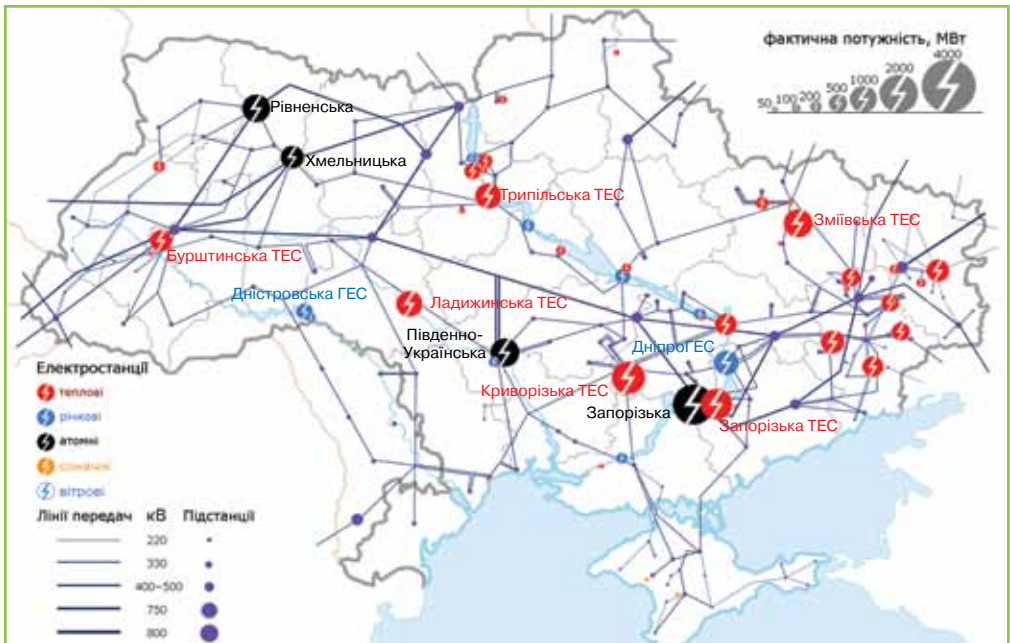 фактична потужність, МВт
50 100 200 500 1000 2000 4000
Рівненська
Хмельницька
Трипільська ТЕС
Зміївська ТЕС
Бурштинська ТЕС
Дністровська ГЕС
Ладижинська ТЕС
Південно-
Українська
ДніпроГЕС
Криворізька ТЕС
Запорізька
Запорізька ТЕС
Електростанції
теплові
річкові
атомні
сонячні
вітрові
Лінії передач кВ Підстанції
220
330
400-500
750
800